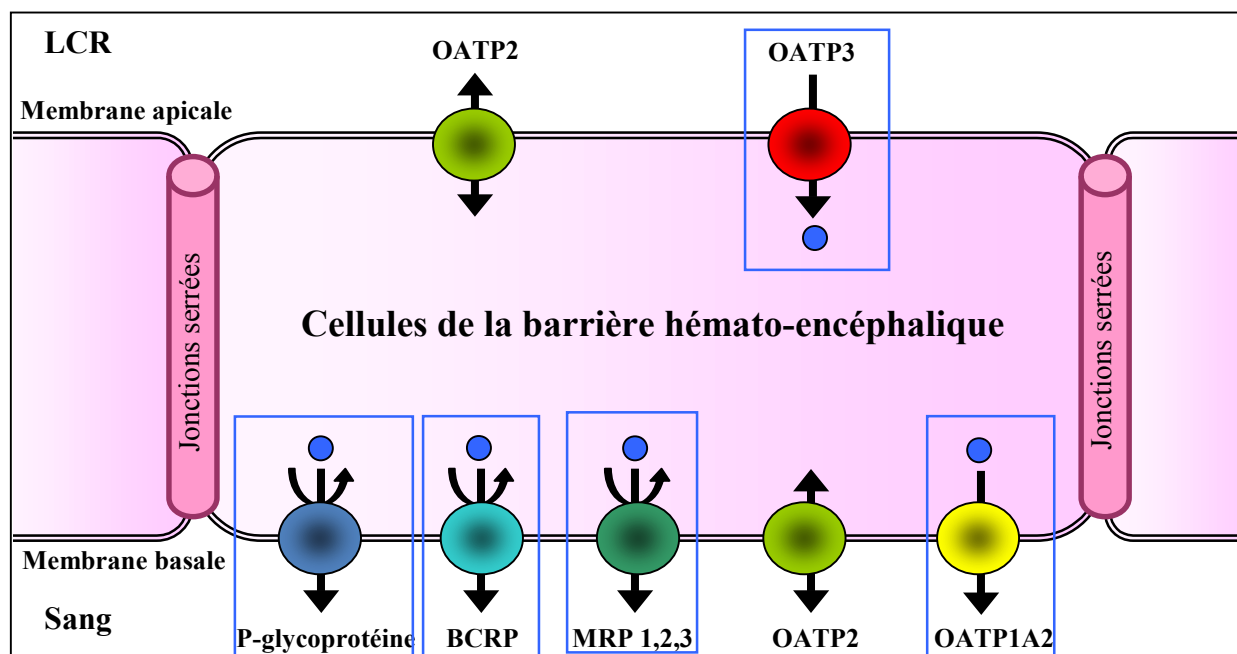 LCR
OATP2
OATP3
Membrane apicale
Jonctions serrées
Cellules de la barrière hémato-encéphalique
Jonctions serrées
Membrane basale
Sang
P-glycoprotéine
BCRP
MRP 1,2,3
OATP2
OATP1A2